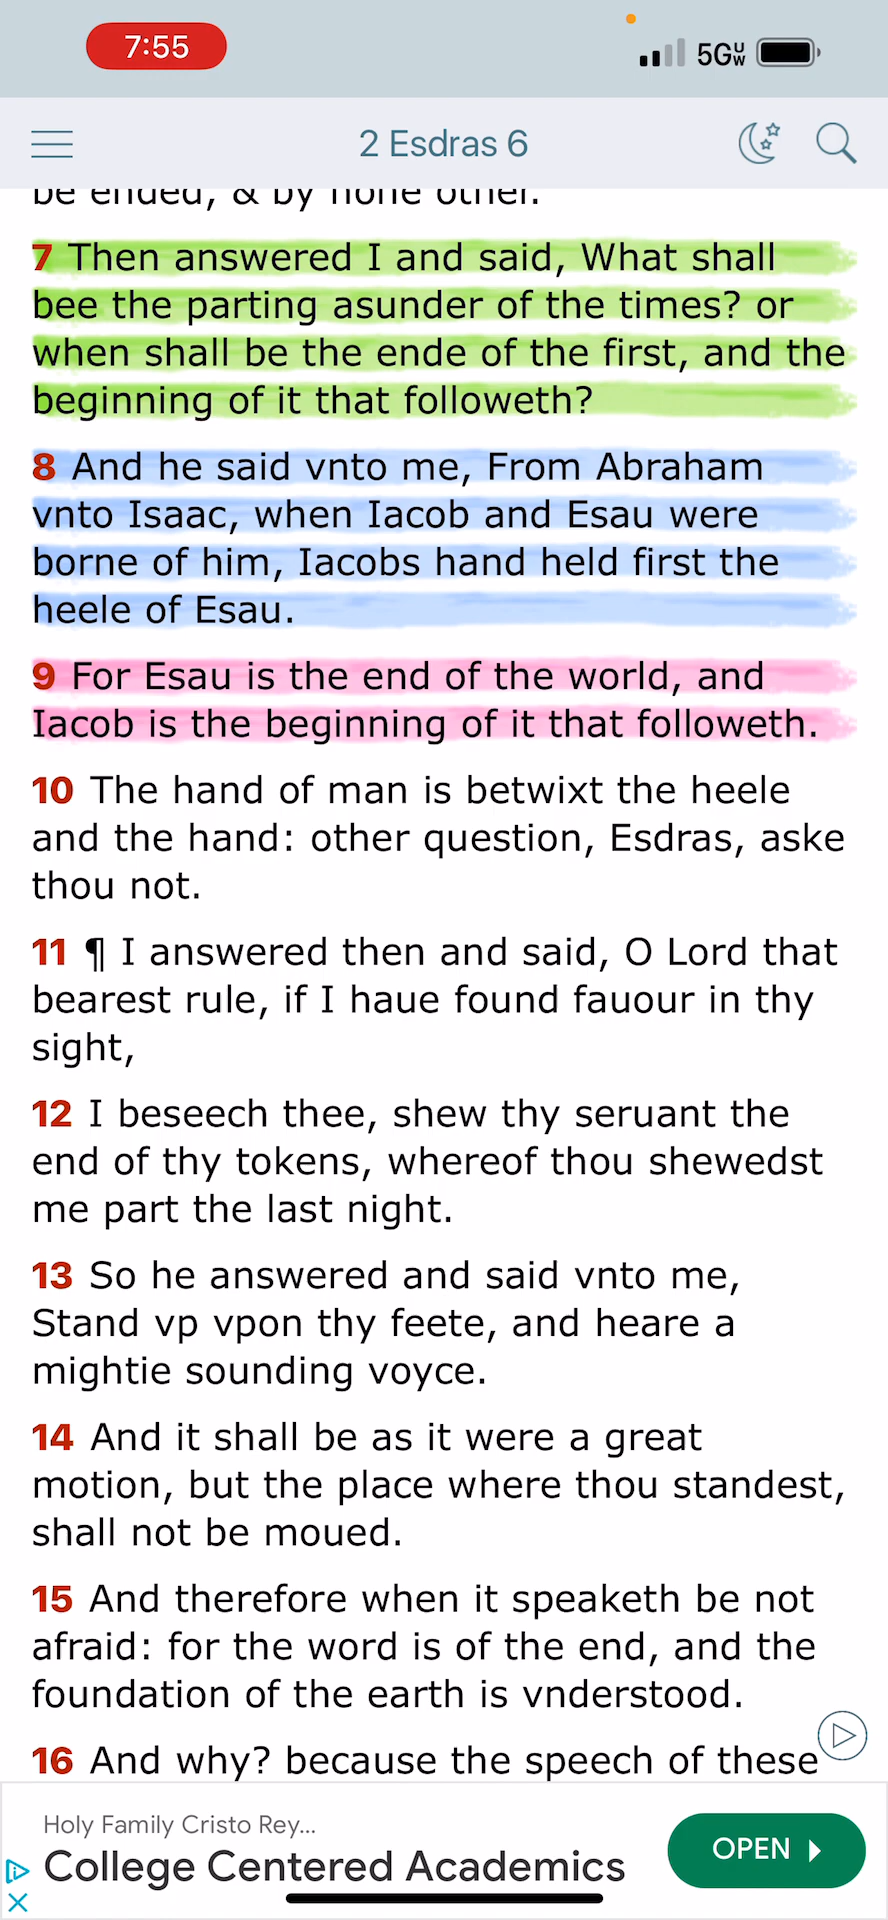 7:55
5GUW
2 Esdras 6
be ended, & by none other.
7 Then answered I and said, What shall
bee the parting asunder of the times? or
when shall be the ende of the first, and the
beginning of it that followeth?
8 And he said vnto me, From Abraham
vnto Isaac, when Iacob and Esau were
borne of him, Iacobs hand held first the
heele of Esau.
9 For Esau is the end of the world, and
Iacob is the beginning of it that followeth.
10 The hand of man is betwixt the heele
and the hand: other question, Esdras, aske
thou not.
11 ¶ I answered then and said, O Lord that
bearest rule, if I haue found fauour in thy
sight,
12 I beseech thee, shew thy seruant the
end of thy tokens, whereof thou shewedst
me part the last night.
13 So he answered and said vnto me,
Stand vp vpon thy feete, and heare a
mightie sounding voyce.
14 And it shall be as it were a great
motion, but the place where thou standest,
shall not be moued.
15 And therefore when it speaketh be not
afraid: for the word is of the end, and the
foundation of the earth is vnderstood.
16 And why? because the speech of these
Holy Family Cristo Rey...
College Centered Academics
OPEN